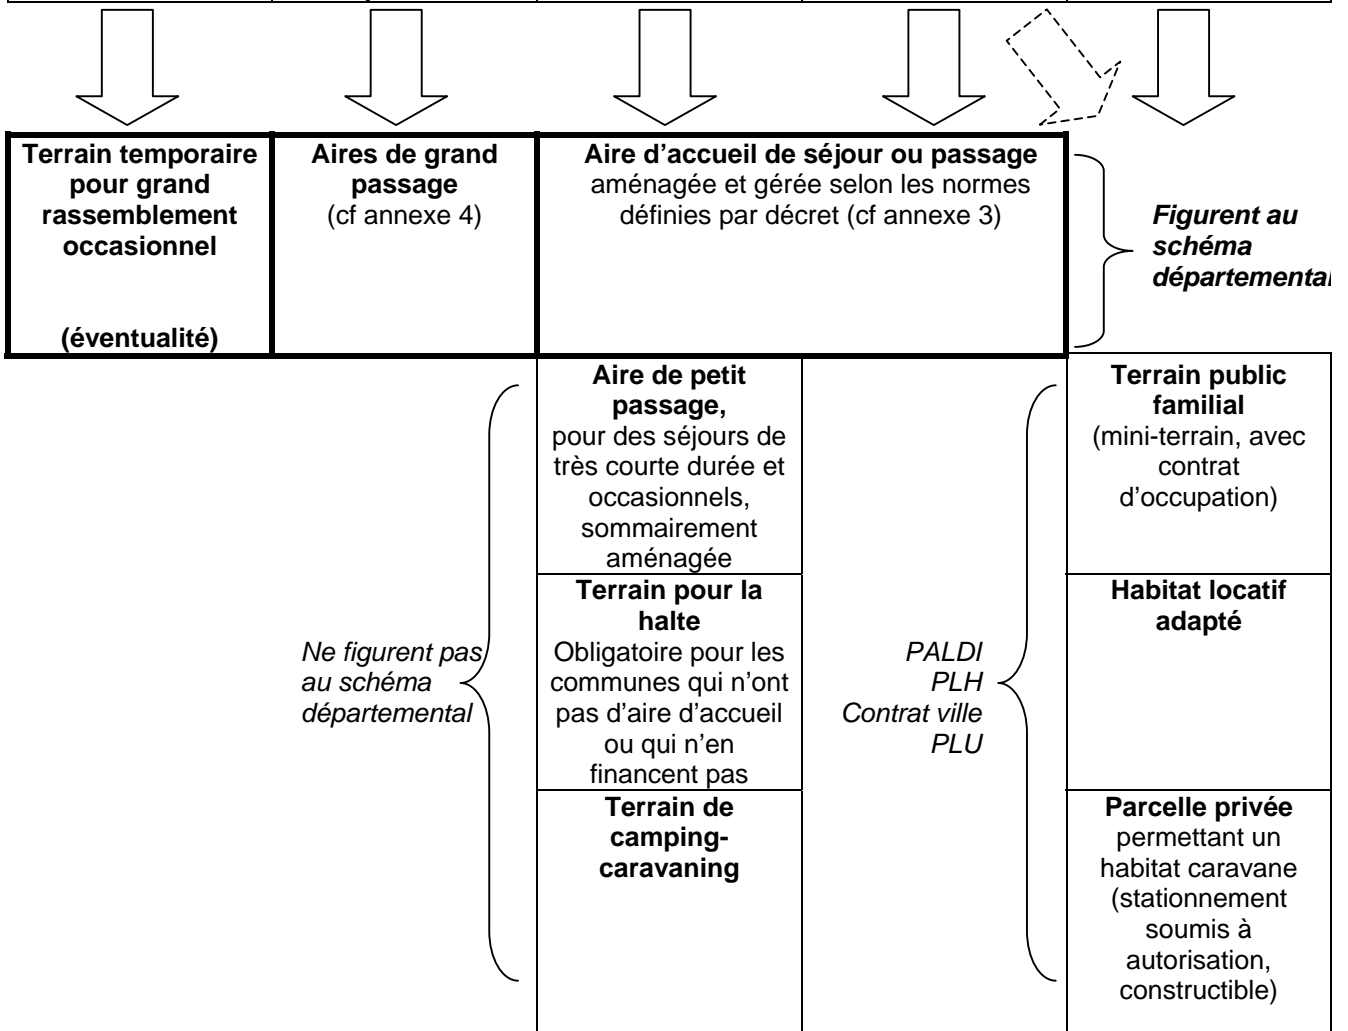 Terrain temporaire
pour grand
rassemblement
occasionnel
(éventualité)
Aires de grand
passage
(cf annexe 4)
Aire d'accueil de séjour ou passage
aménagée et gérée selon les normes
définies par décret (cf annexe 3)
Figurent au
schéma
départemental
Ne figurent pas
au schéma
départemental
Aire de petit
passage,
pour des séjours de
très courte durée et
occasionnels,
sommairement
aménagée
Terrain pour la
halte
Obligatoire pour les
communes qui n'ont
pas d'aire d'accueil
ou qui n'en
financent pas
Terrain de
camping-
caravaning
PALDI
PLH
Contrat ville
PLU
Terrain public
familial
(mini-terrain, avec
contrat
d'occupation)
Habitat locatif
adapté
Parcelle privée
permettant un
habitat caravane
(stationnement
soumis à
autorisation,
constructible)